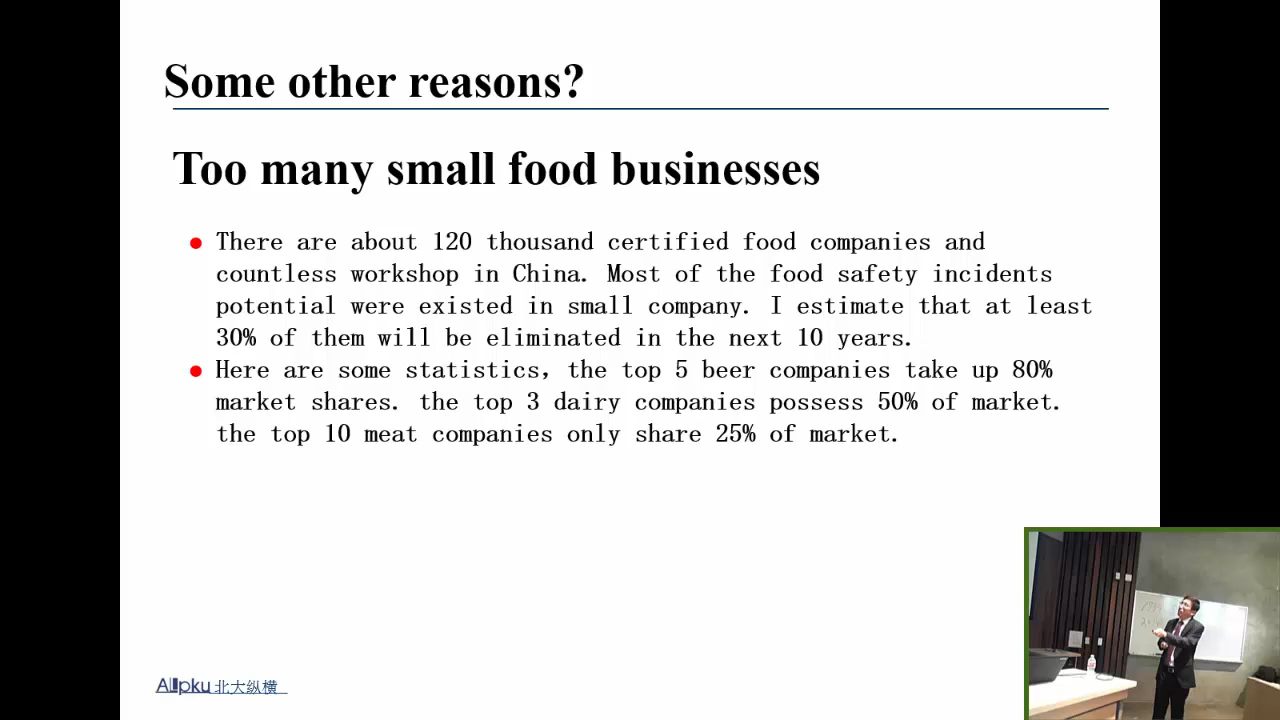 Some other reasons?
Too many small food businesses
There are about 120 thousand certified food companies and
countless workshop in China. Most of the food safety incidents
potential were existed in small company. I estimate that at least
30% of them will be eliminated in the next 10 years.
Here are some statistics, the top 5 beer companies take up 80%
market shares. the top 3 dairy companies possess 50% of market.
the top 10 meat companies only share 25% of market.
Allpku 北大纵横